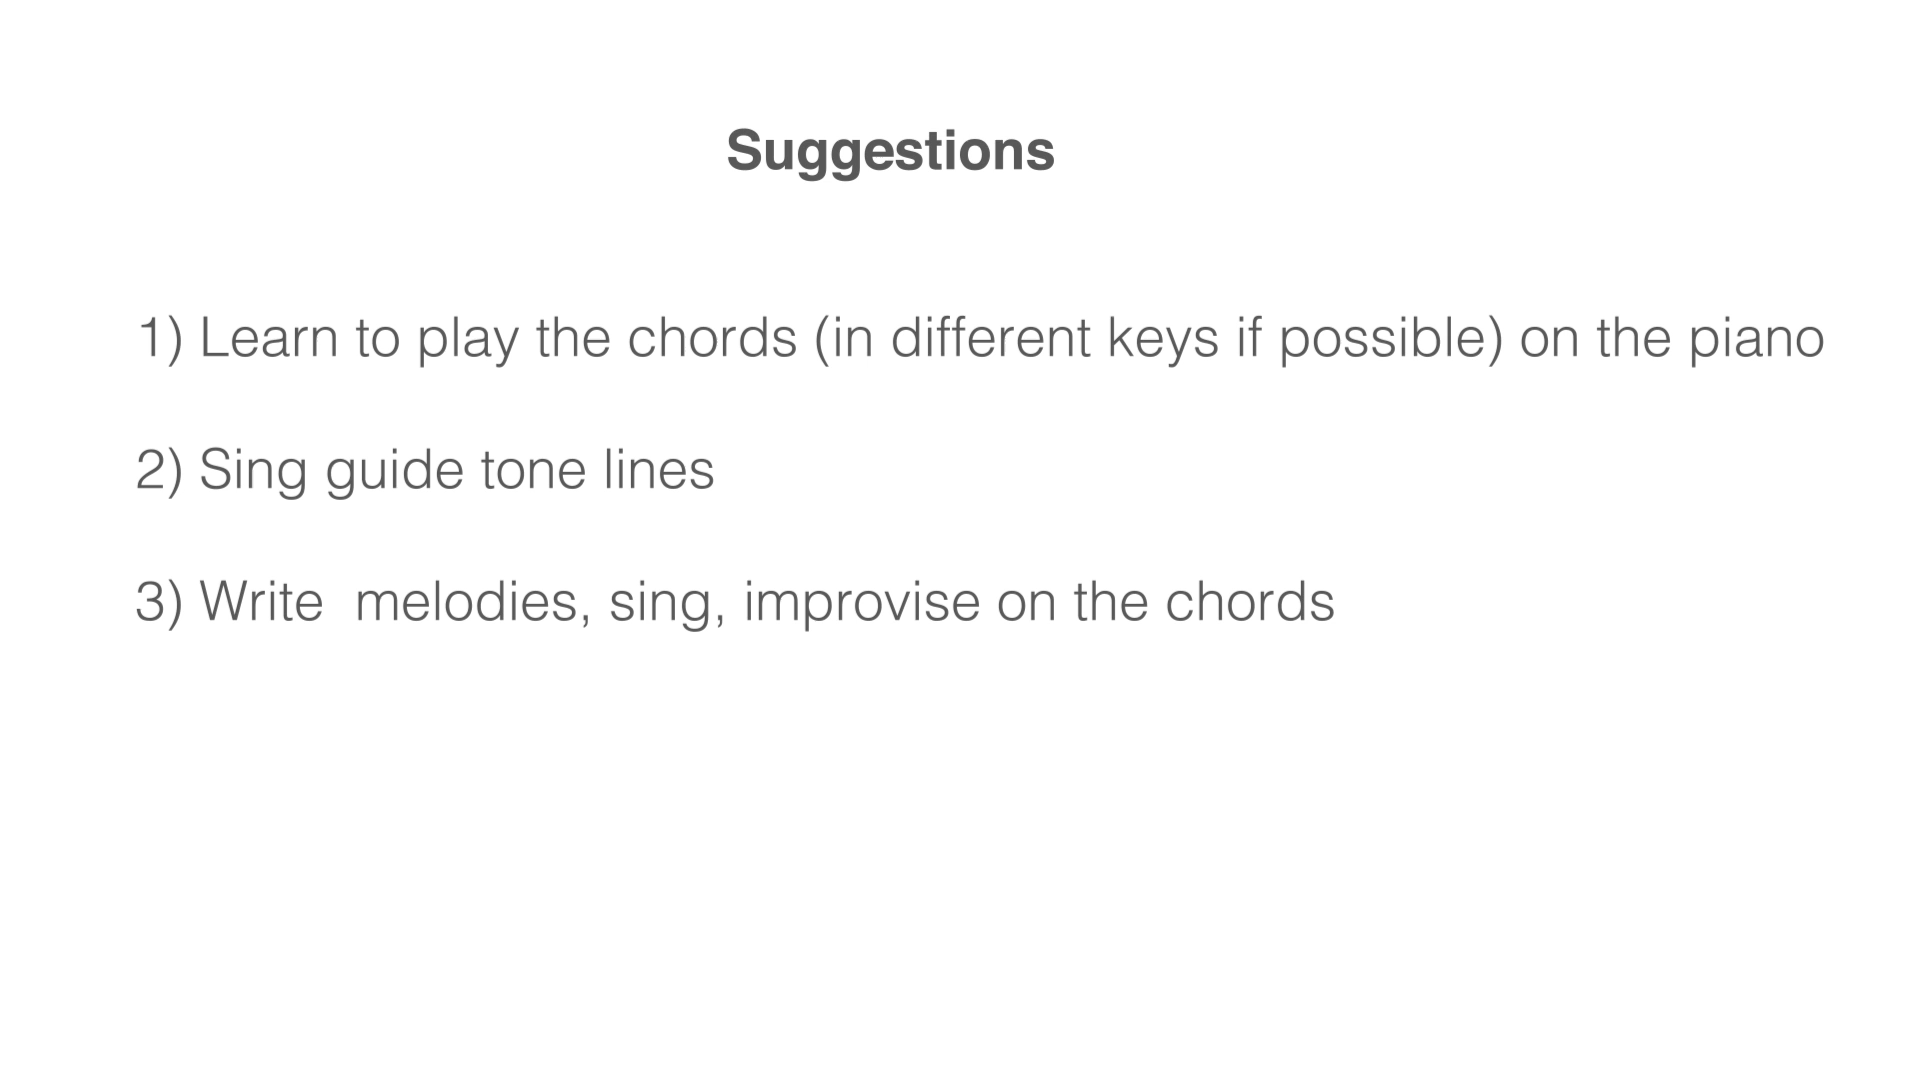 Suggestions
1) Learn to play the chords (in different keys if possible) on the piano
2) Sing guide tone lines
3) Write  melodies, sing, improvise on the chords